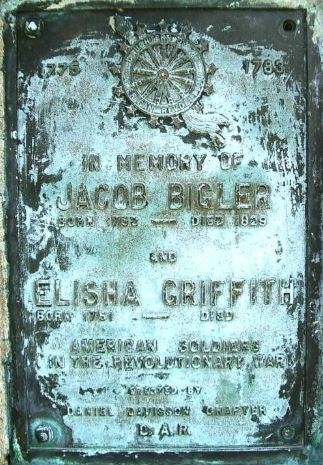 1775 1783
IN MEMORY OF
JACOB BIGLER
BORN 1752 — DIED 1829
AND
ELISHA GRIFFITH
BORN 1751 — DIED
AMERICAN SOLDIERS
IN THE REVOLUTIONARY WAR
ERECTED BY
DANIEL DAVISSON CHAPTER
D.A.R.